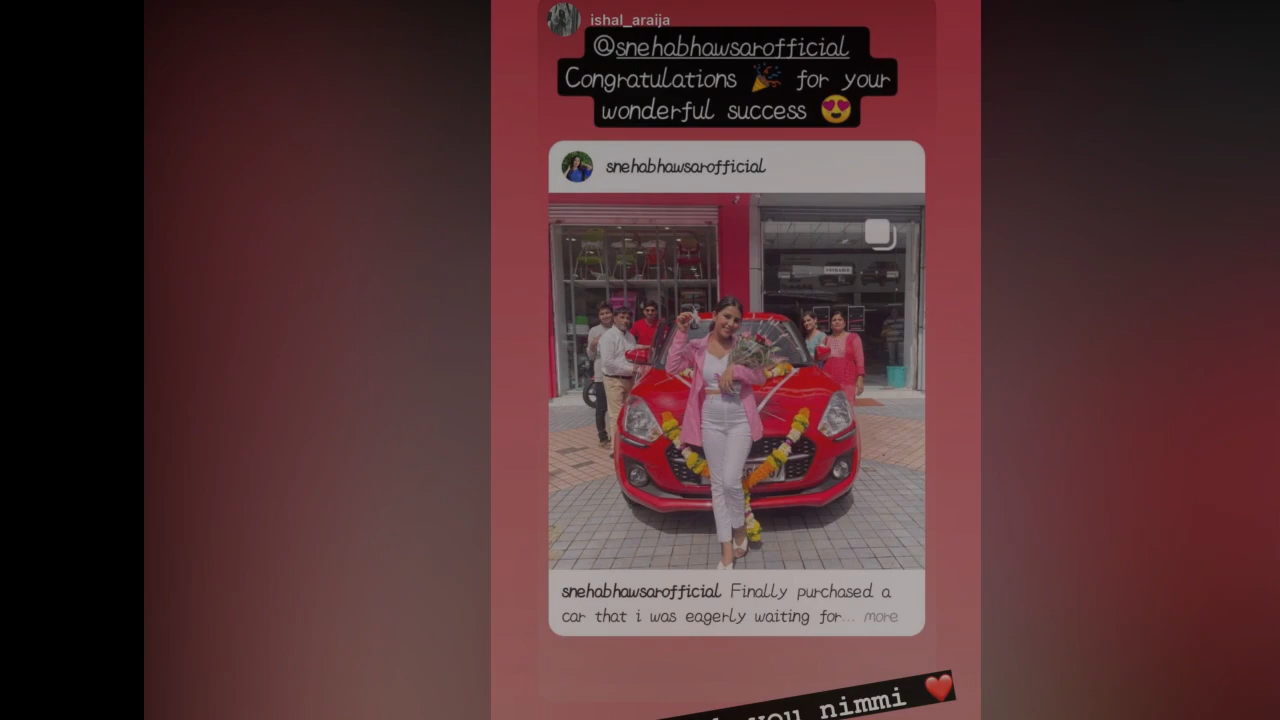 ishal_araija
@snehabhawsarofficial
Congratulations 🎉 for your
wonderful success 😍
snehabhawsarofficial
snehabhawsarofficial Finally purchased a
car that i was eagerly waiting for... more
you nimmi ❤️